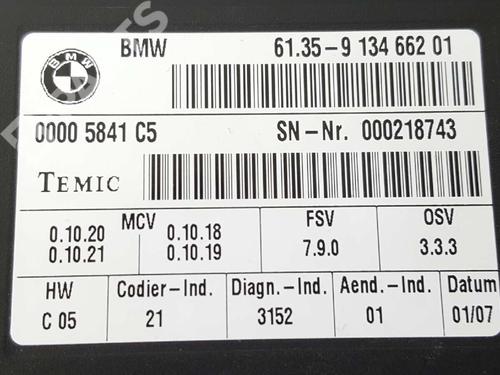 BMW
BMW 61.35-9 134 662 01
0000 5841 C5 SN-Nr. 000218743
TEMIC
MCV FSV OSV
0.10.20 0.10.18 7.9.0 3.3.3
0.10.21 0.10.19
HW Codier-Ind. Diagn.-Ind. Aend.-Ind. Datum
C 05 21 3152 01 01/07